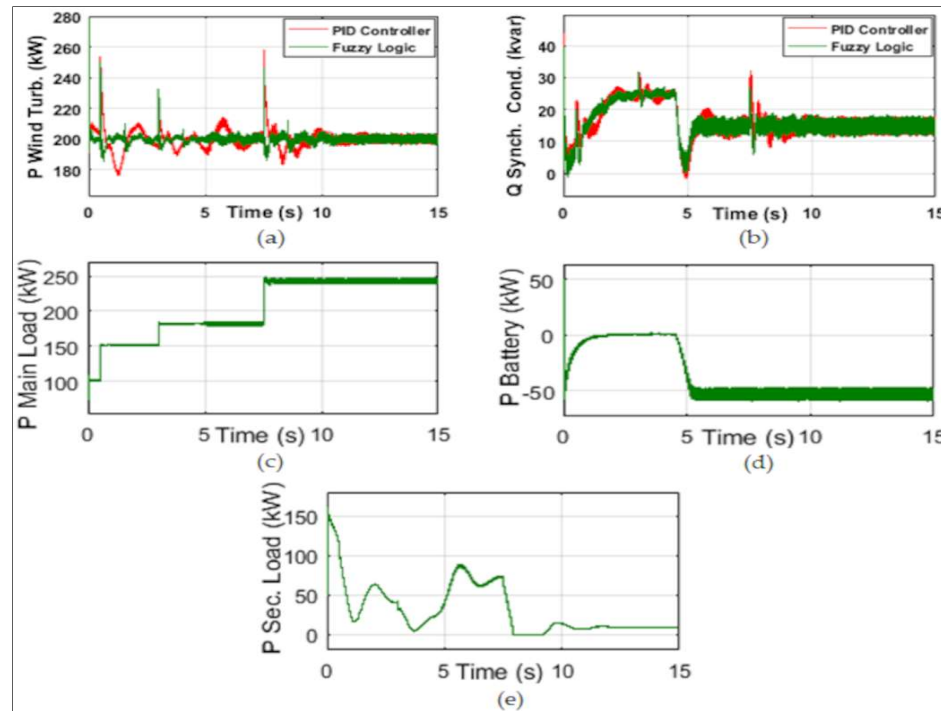 P Wind Turb. (kW)
280
260
240
220
200
180
PID Controller
Fuzzy Logic
0 5 10 15
Time (s)
(a)
Q Synch. Cond. (kvar)
40
30
20
10
0
PID Controller
Fuzzy Logic
0 5 10 15
Time (s)
(b)
P Main Load (kW)
250
200
150
100
0 5 10 15
Time (s)
(c)
P Battery (kW)
50
0
-50
0 5 10 15
Time (s)
(d)
P Sec. Load (kW)
150
100
50
0
0 5 10 15
Time (s)
(e)